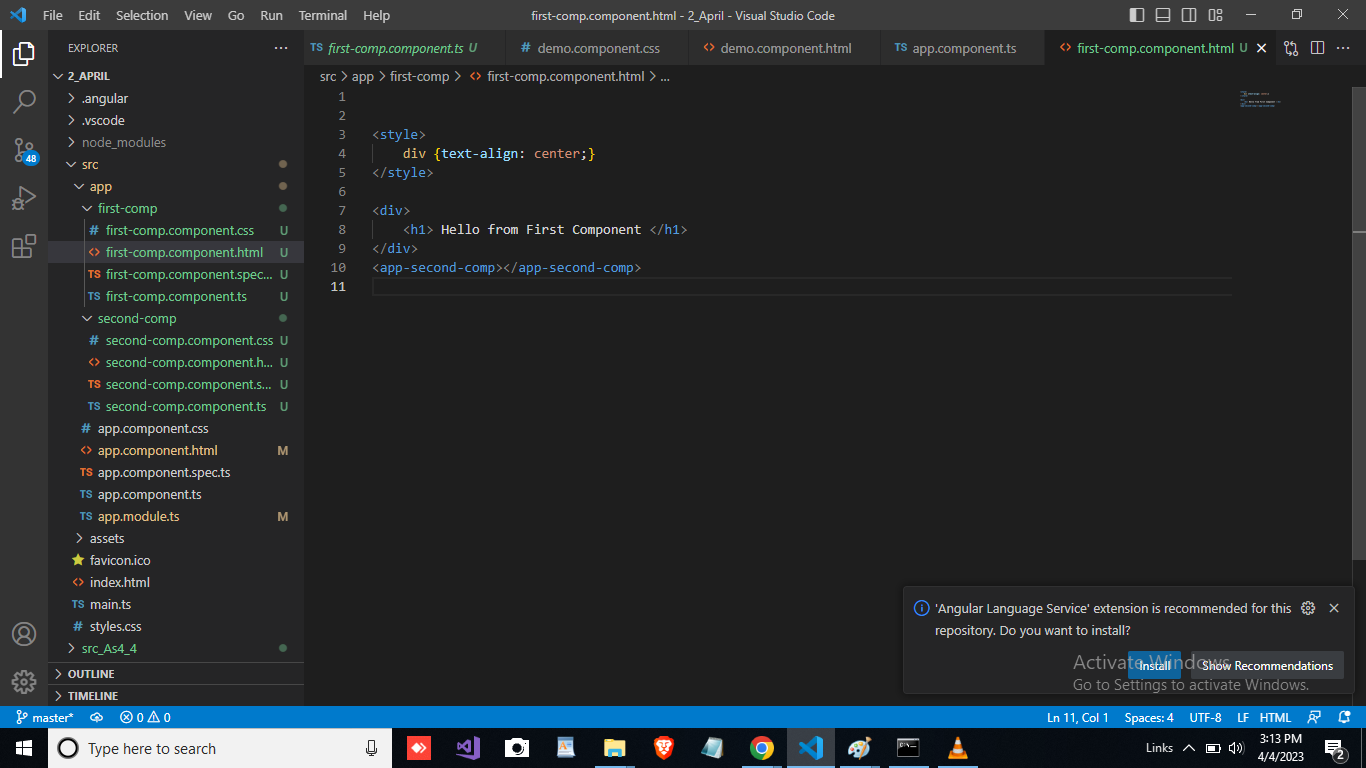 File Edit Selection View Go Run Terminal Help first-comp.component.html - 2_April - Visual Studio Code
EXPLORER ...
TS first-comp.component.ts U # demo.component.css <> demo.component.html TS app.component.ts <> first-comp.component.html U
src > app > first-comp > <> first-comp.component.html > ...
2_APRIL
.angular
.vscode
node_modules
src
app
first-comp
# first-comp.component.css U
<> first-comp.component.html U
TS first-comp.component.spec... U
TS first-comp.component.ts U
second-comp
# second-comp.component.css U
<> second-comp.component.h... U
TS second-comp.component.s... U
TS second-comp.component.ts U
# app.component.css
<> app.component.html M
TS app.component.spec.ts
TS app.component.ts
TS app.module.ts M
assets
favicon.ico
<> index.html
TS main.ts
# styles.css
src_As4_4
OUTLINE
TIMELINE
48
1
2
3 <style>
4 div {text-align: center;}
5 </style>
6
7 <div>
8 <h1> Hello from First Component </h1>
9 </div>
10 <app-second-comp></app-second-comp>
11
'Angular Language Service' extension is recommended for this
repository. Do you want to install?
Install Show Recommendations
Activate Windows
Go to Settings to activate Windows.
master* 0 0 Ln 11, Col 1 Spaces: 4 UTF-8 LF HTML
Type here to search
Links
3:13 PM
4/4/2023
2